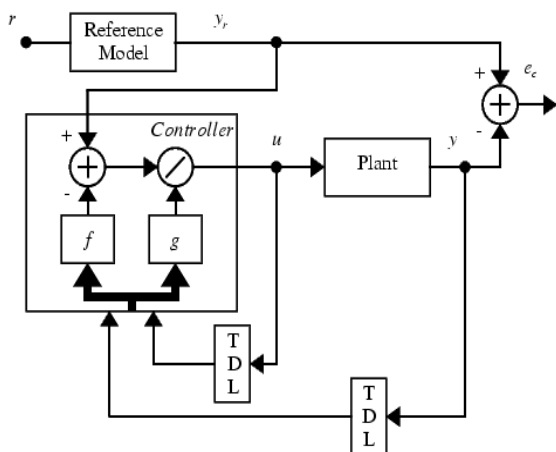 r
Reference
Model
y_r
+
e_c
+
-
+
Controller
+
-
u
Plant
y
f
g
T
D
L
T
D
L